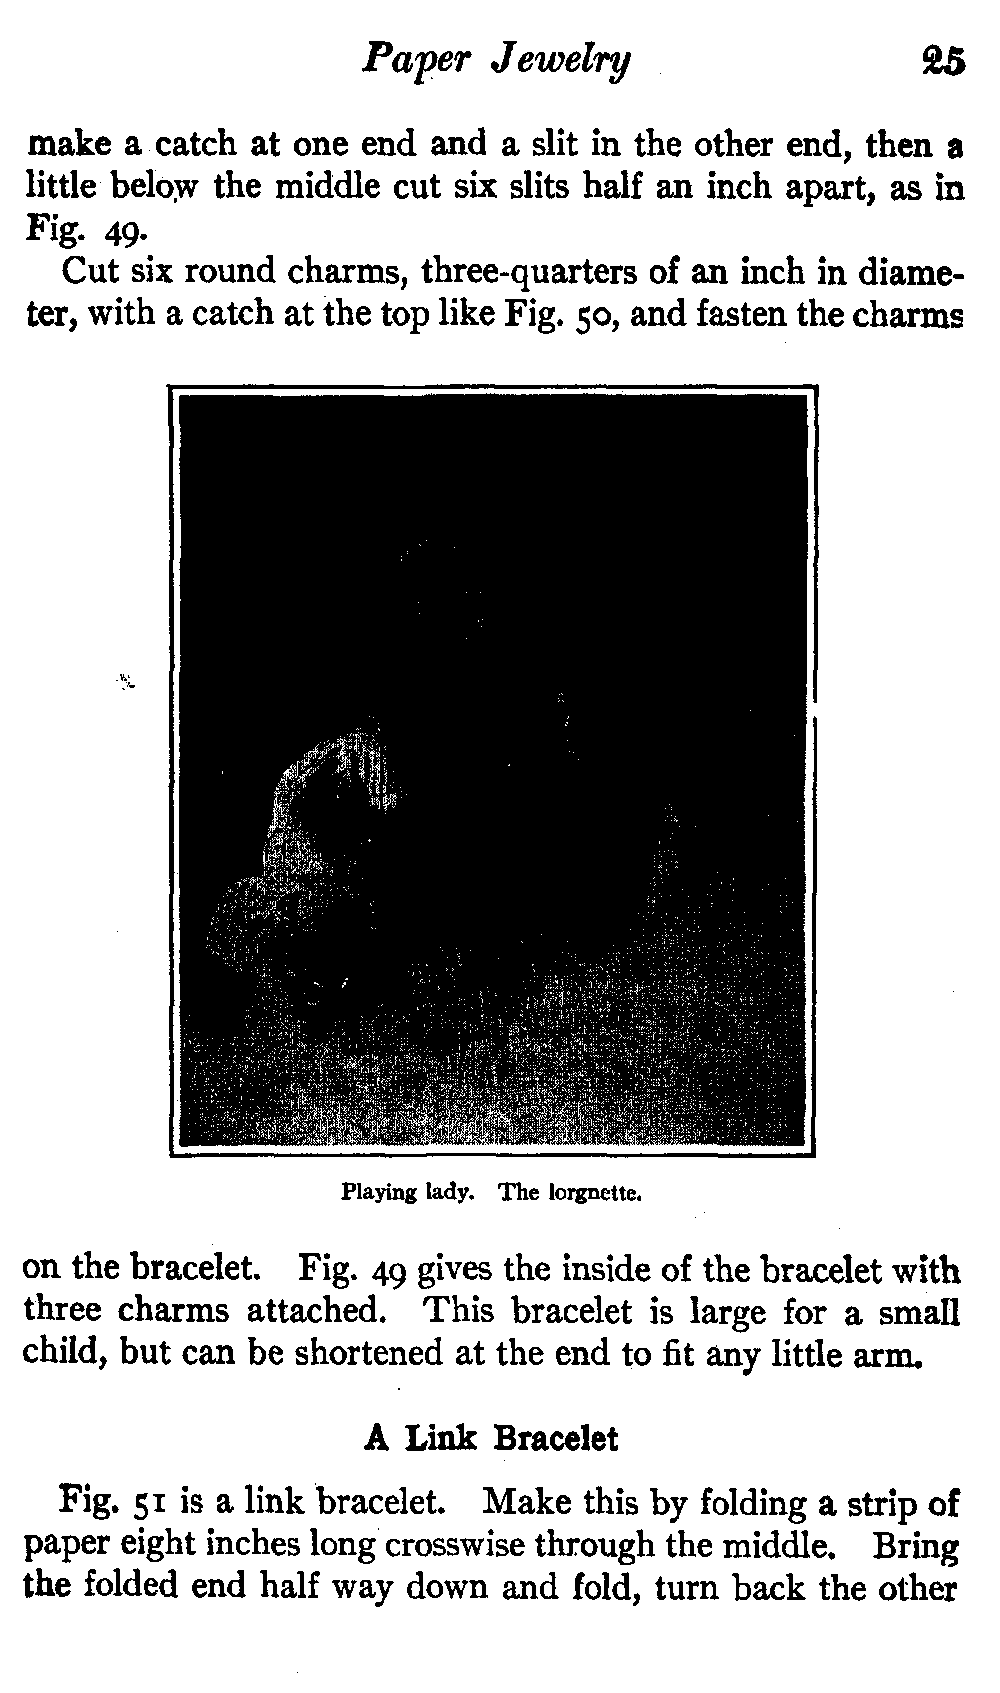 Paper Jewelry 25
make a catch at one end and a slit in the other end, then a
little below the middle cut six slits half an inch apart, as in
Fig. 49.
Cut six round charms, three-quarters of an inch in diame-
ter, with a catch at the top like Fig. 50, and fasten the charms
Playing lady. The lorgnette.
on the bracelet. Fig. 49 gives the inside of the bracelet with
three charms attached. This bracelet is large for a small
child, but can be shortened at the end to fit any little arm.
A Link Bracelet
Fig. 51 is a link bracelet. Make this by folding a strip of
paper eight inches long crosswise through the middle. Bring
the folded end half way down and fold, turn back the other